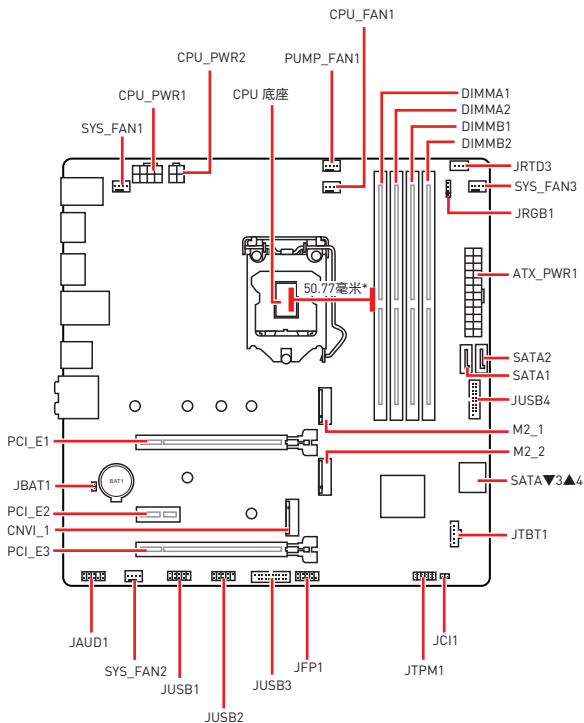 CPU_FAN1
CPU_PWR2
PUMP_FAN1
CPU_PWR1
CPU 底座
DIMMA1
DIMMA2
DIMMB1
DIMMB2
SYS_FAN1
JRTD3
SYS_FAN3
JRGB1
50.77毫米*
ATX_PWR1
SATA2
SATA1
JUSB4
M2_1
PCI_E1
M2_2
BAT1
JBAT1
SATA▼3▲4
PCI_E2
CNVI_1
JTBT1
PCI_E3
JAUD1
SYS_FAN2
JUSB1
JUSB2
JUSB3
JFP1
JTPM1
JCI1